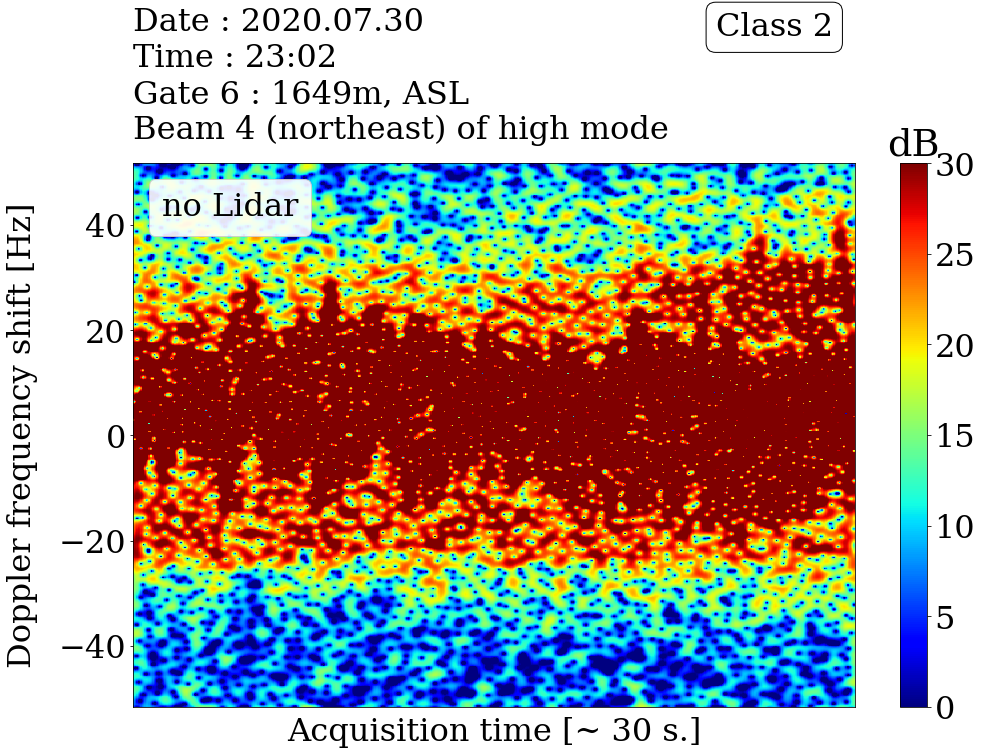 Date : 2020.07.30
Time : 23:02
Gate 6 : 1649m, ASL
Beam 4 (northeast) of high mode
Class 2
no Lidar
dB
30
25
20
15
10
5
0
Doppler frequency shift [Hz]
40
20
0
−20
−40
Acquisition time [~ 30 s.]